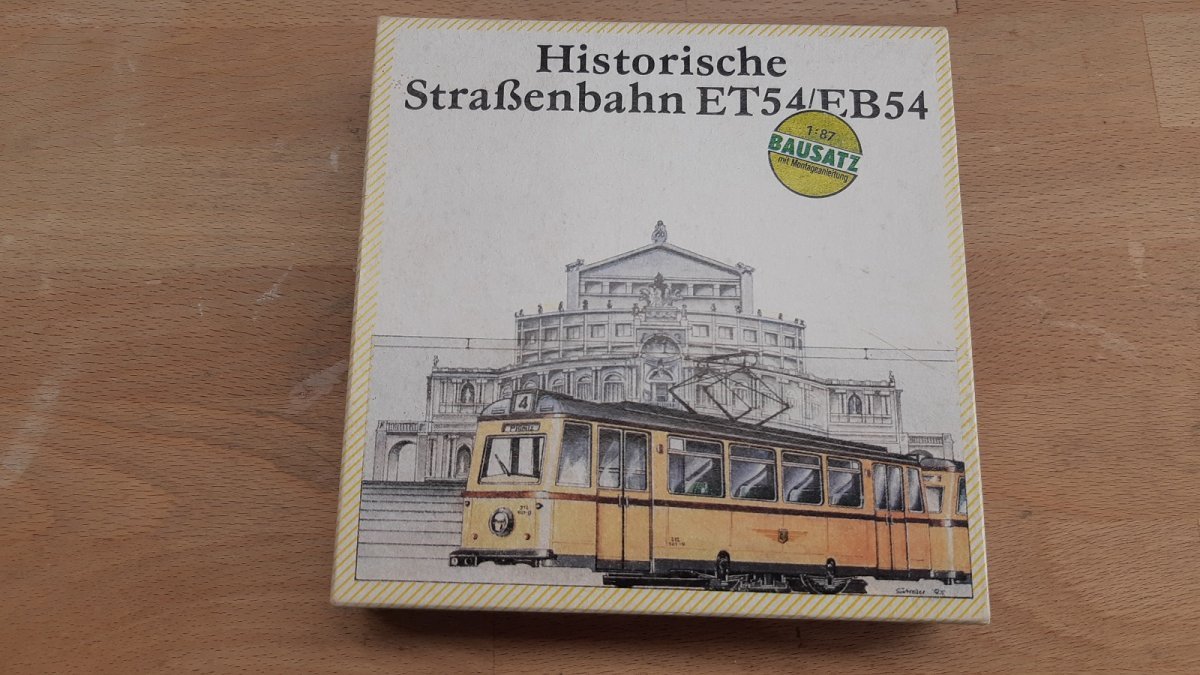 Historische
Straßenbahn ET54/EB54
1:87
BAUSATZ
mit Montageanleitung
4